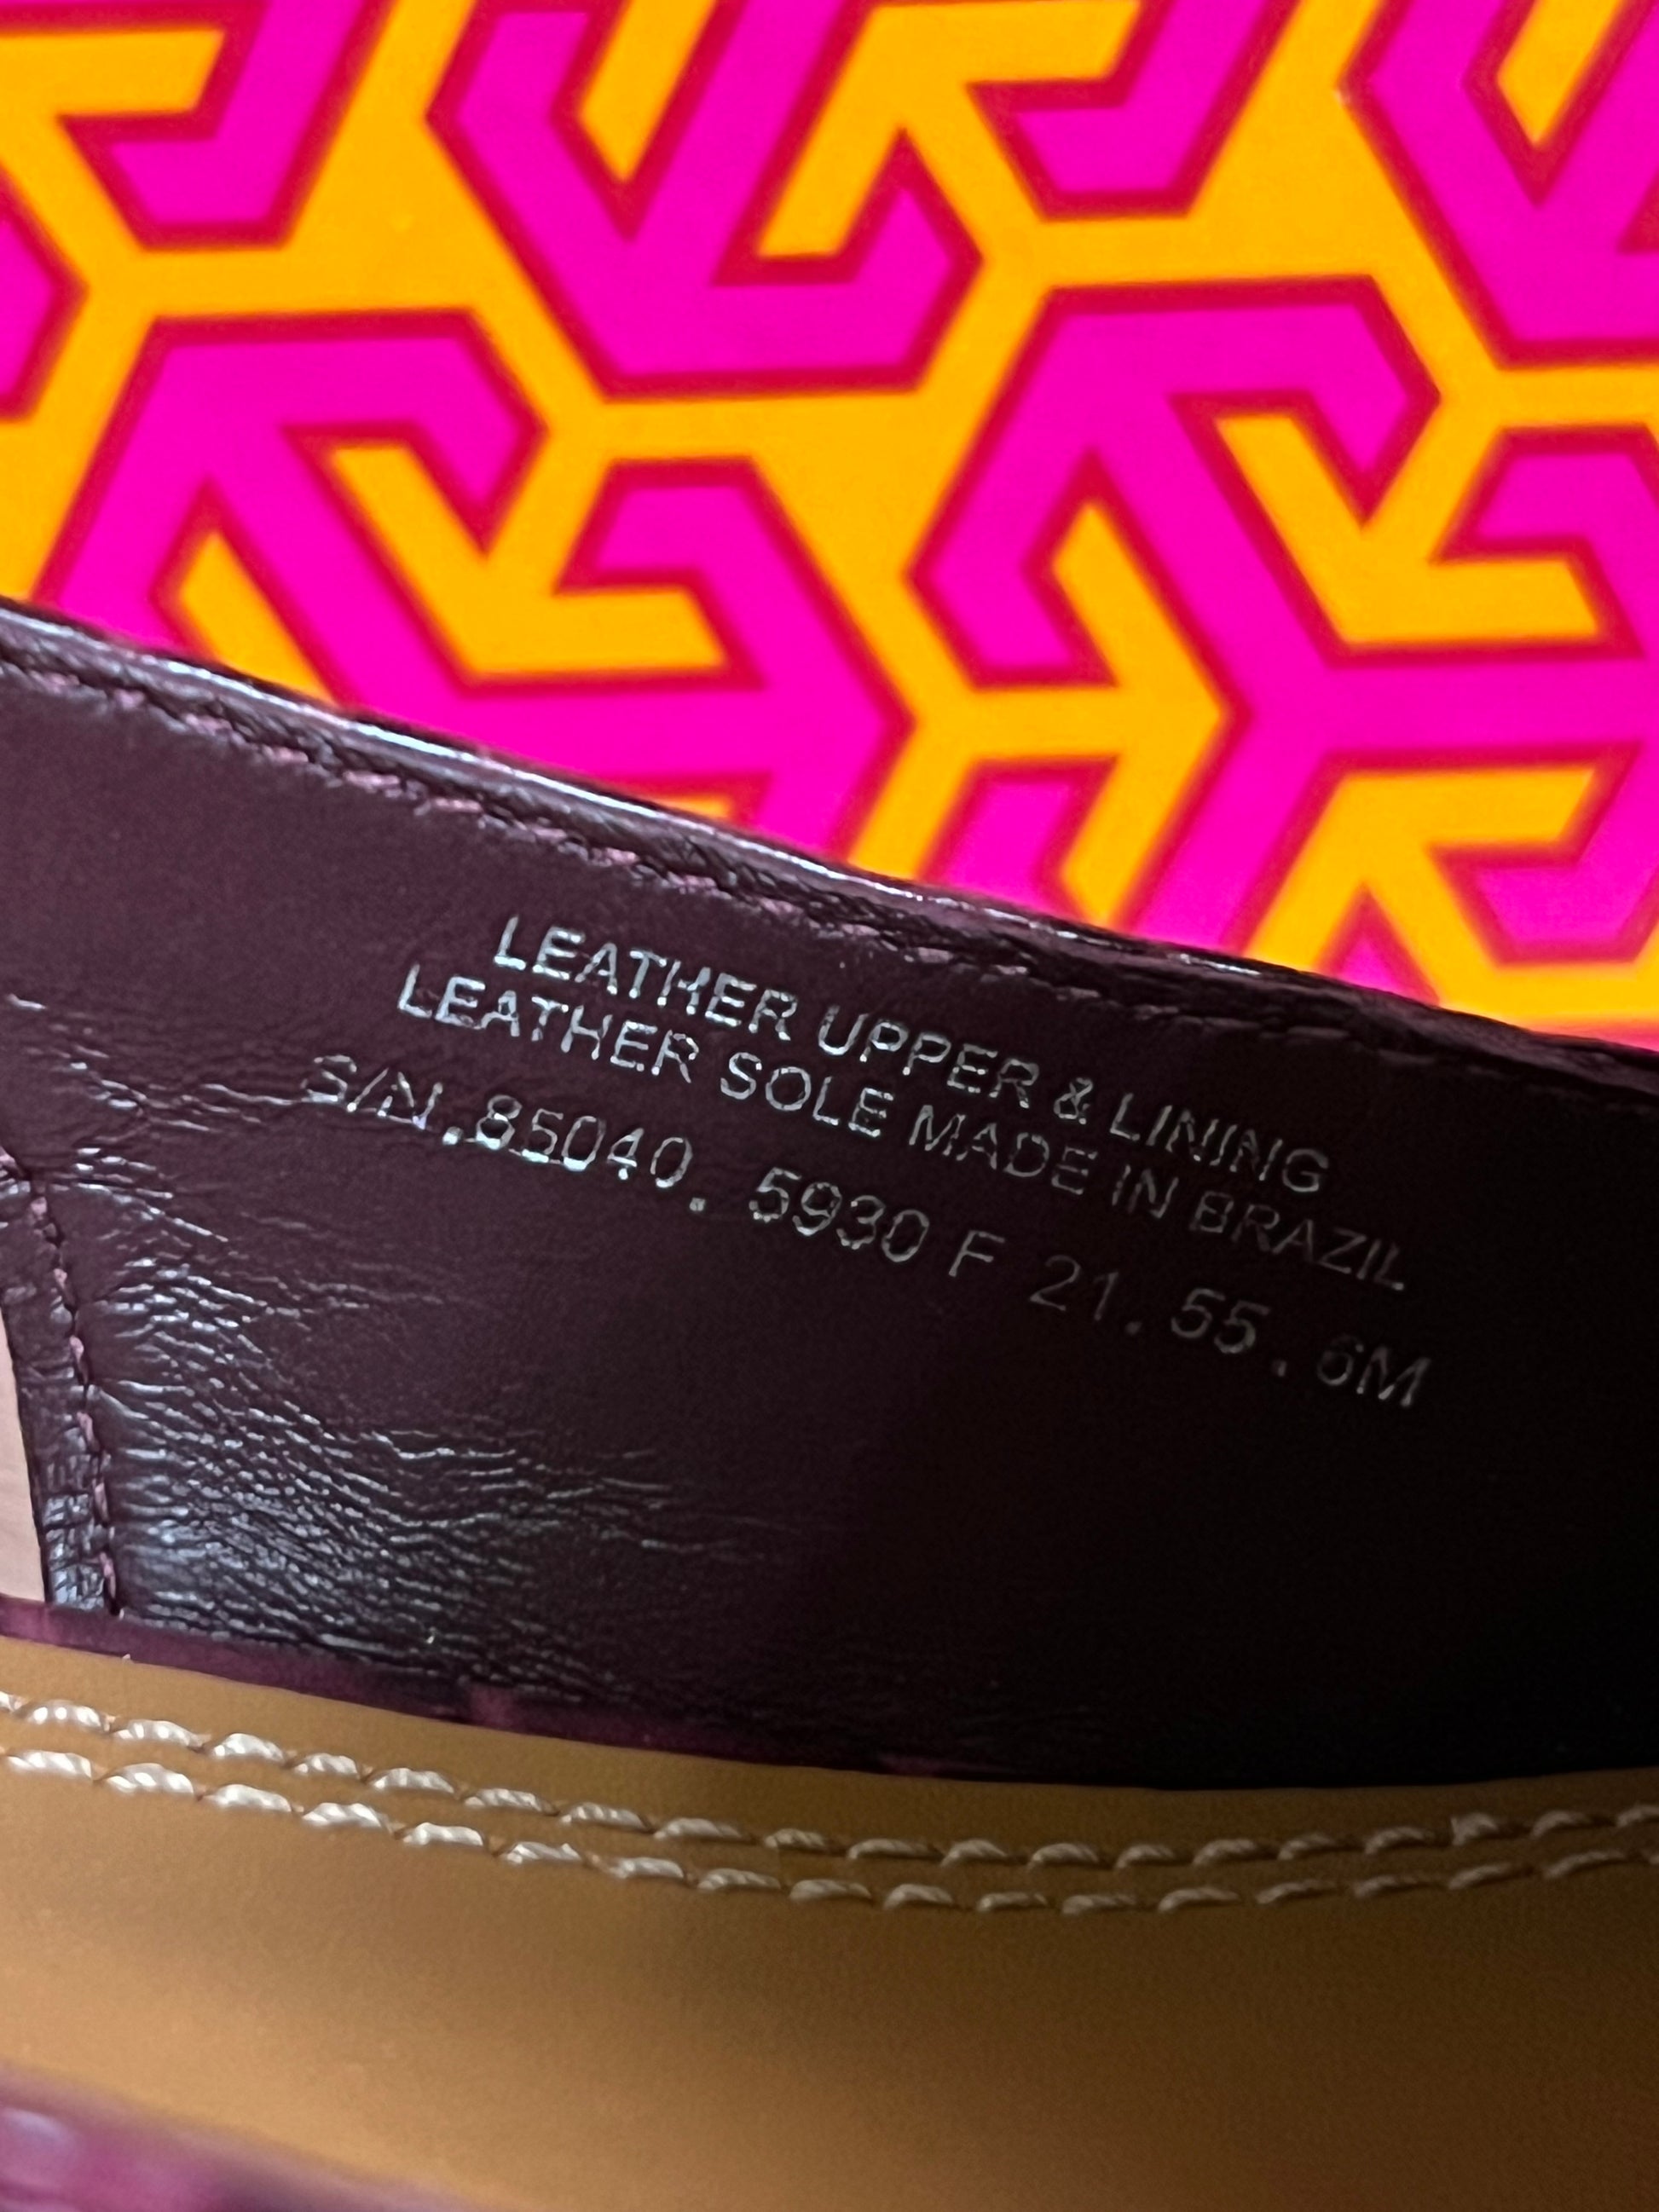 LEATHER UPPER & LINING
LEATHER SOLE MADE IN BRAZIL
S/N.85040. 5930 F 21. 55 . 6M